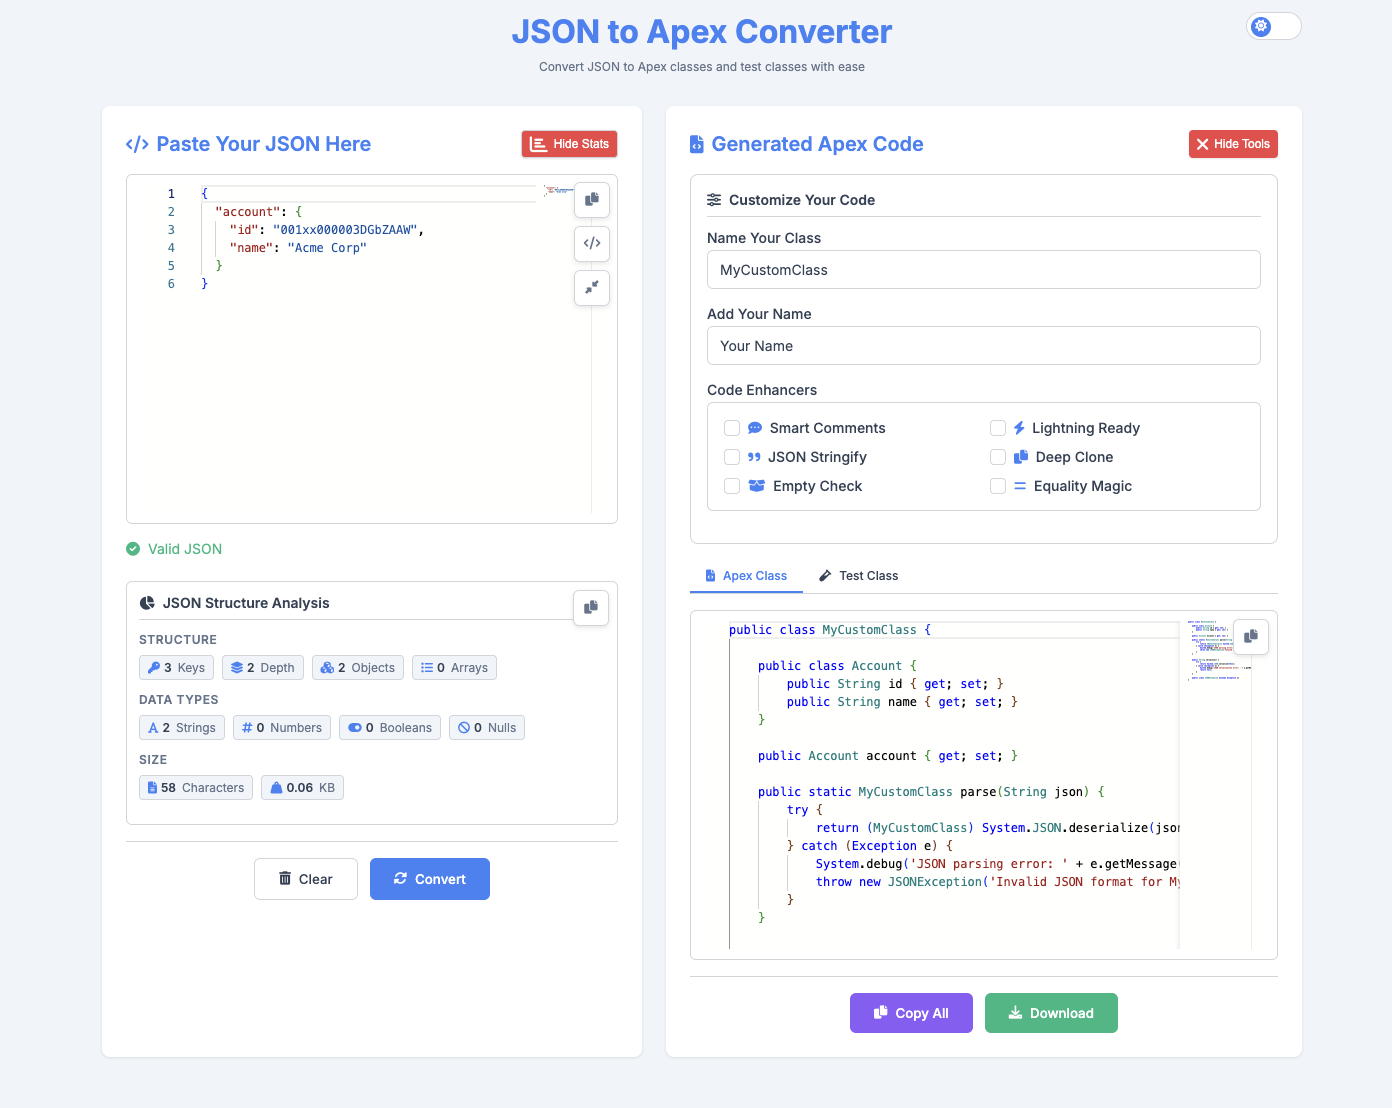 JSON to Apex Converter
Convert JSON to Apex classes and test classes with ease
Paste Your JSON Here
Hide Stats
1 {
2 "account": {
3 "id": "001xx000003DGbZAAW",
4 "name": "Acme Corp"
5 }
6 }
Valid JSON
JSON Structure Analysis
STRUCTURE
3 Keys
2 Depth
2 Objects
0 Arrays
DATA TYPES
2 Strings
0 Numbers
0 Booleans
0 Nulls
SIZE
58 Characters
0.06 KB
Clear
Convert
Generated Apex Code
Hide Tools
Customize Your Code
Name Your Class
MyCustomClass
Add Your Name
Your Name
Code Enhancers
Smart Comments
Lightning Ready
JSON Stringify
Deep Clone
Empty Check
Equality Magic
Apex Class
Test Class
public class MyCustomClass {
public class Account {
public String id { get; set; }
public String name { get; set; }
}
public Account account { get; set; }
public static MyCustomClass parse(String json) {
try {
return (MyCustomClass) System.JSON.deserialize(json
} catch (Exception e) {
System.debug('JSON parsing error: ' + e.getMessage(
throw new JSONException('Invalid JSON format for My
}
}
Copy All
Download